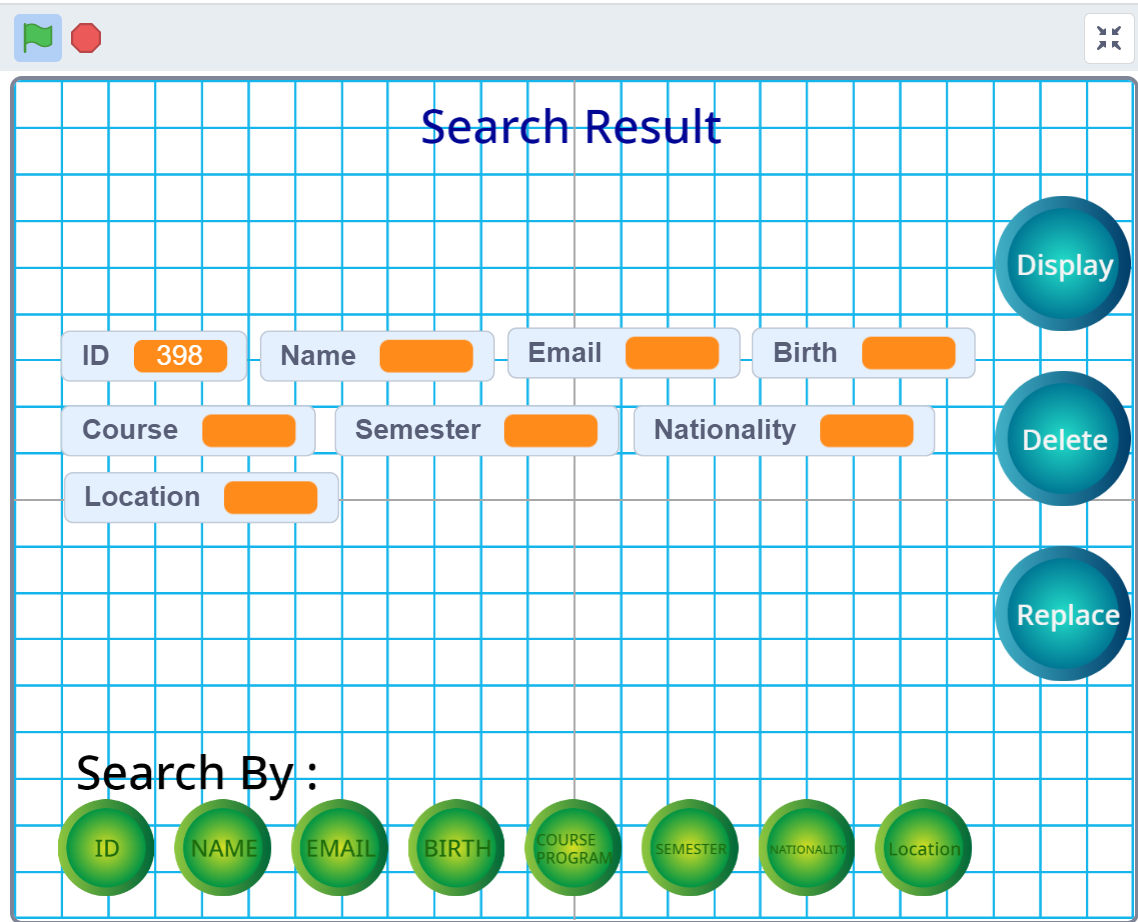 Search Result
Display
ID 398 Name Email Birth
Course Semester Nationality
Delete
Location
Replace
Search By :
ID NAME EMAIL BIRTH COURSE PROGRAM SEMESTER NATIONALITY Location